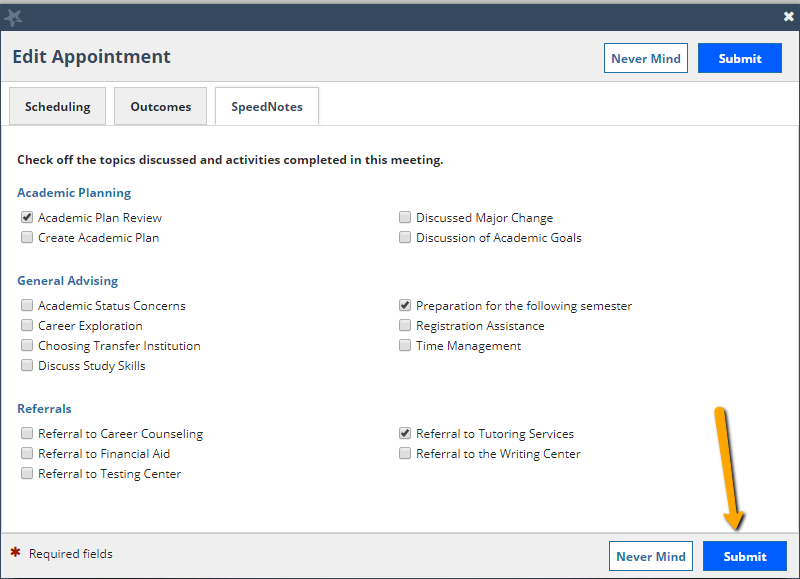 Edit Appointment
Never Mind
Submit
Scheduling
Outcomes
SpeedNotes
Check off the topics discussed and activities completed in this meeting.
Academic Planning
Academic Plan Review
Discussed Major Change
Create Academic Plan
Discussion of Academic Goals
General Advising
Academic Status Concerns
Preparation for the following semester
Career Exploration
Registration Assistance
Choosing Transfer Institution
Time Management
Discuss Study Skills
Referrals
Referral to Career Counseling
Referral to Tutoring Services
Referral to Financial Aid
Referral to the Writing Center
Referral to Testing Center
* Required fields
Never Mind
Submit